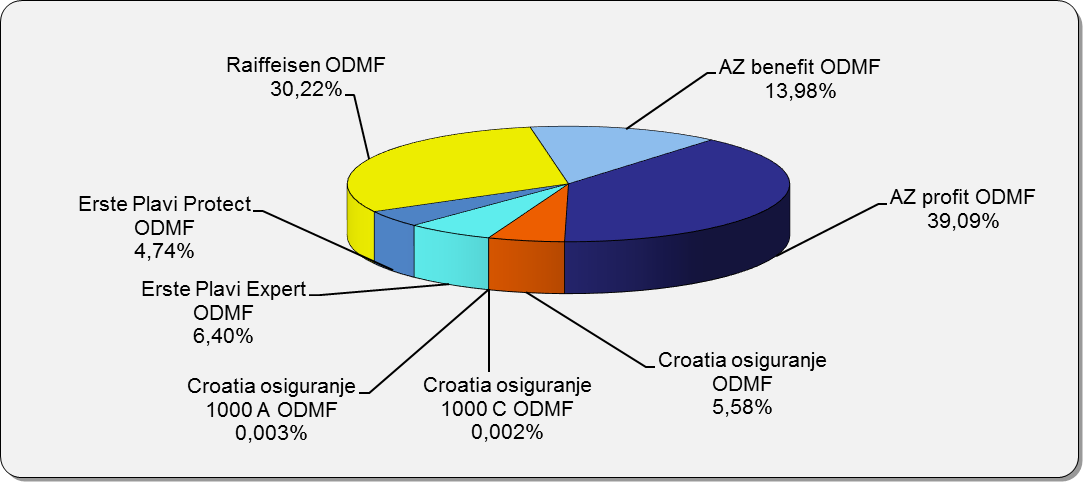 Raiffeisen ODMF
30,22%
AZ benefit ODMF
13,98%
AZ profit ODMF
39,09%
Erste Plavi Protect
ODMF
4,74%
Erste Plavi Expert
ODMF
6,40%
Croatia osiguranje
1000 A ODMF
0,003%
Croatia osiguranje
1000 C ODMF
0,002%
Croatia osiguranje
ODMF
5,58%